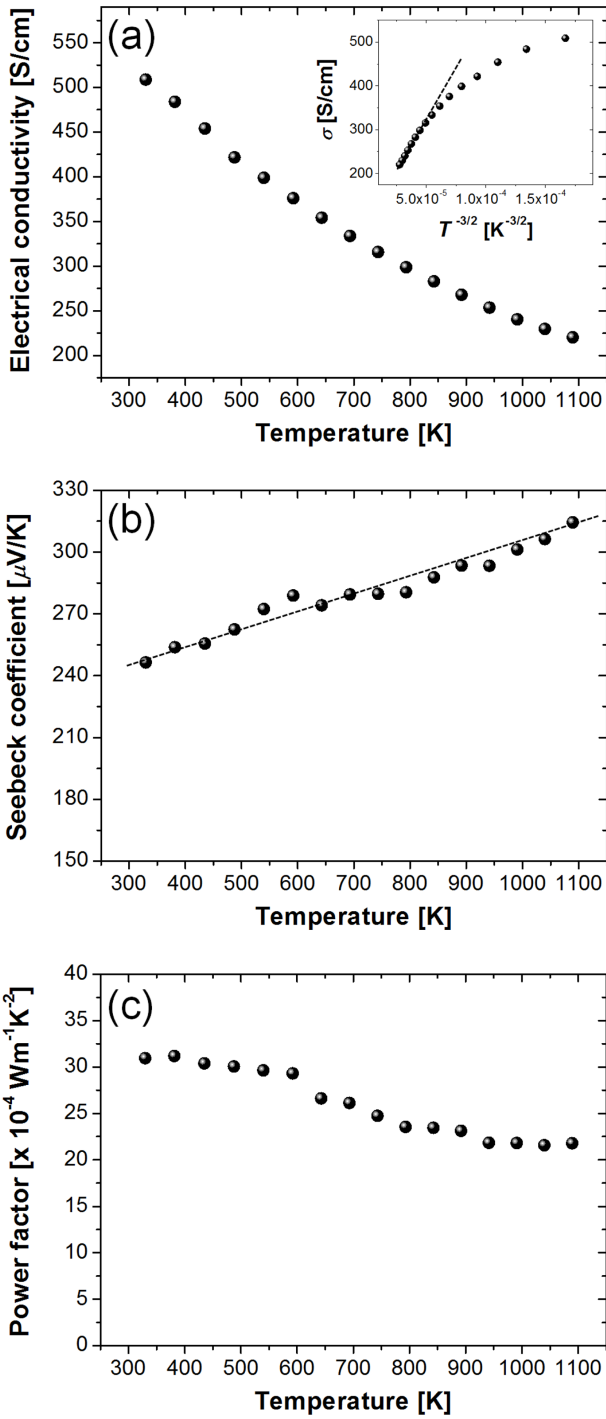 (a)
Electrical conductivity [S/cm]
550
500
450
400
350
300
250
200
300 400 500 600 700 800 900 1000 1100
Temperature [K]
σ [S/cm]
500
400
300
200
5.0x10⁻⁵ 1.0x10⁻⁴ 1.5x10⁻⁴
T ⁻³/² [K⁻³/²]
(b)
Seebeck coefficient [μV/K]
330
300
270
240
210
180
150
300 400 500 600 700 800 900 1000 1100
Temperature [K]
(c)
Power factor [x 10⁻⁴ Wm⁻¹K⁻²]
40
35
30
25
20
15
10
5
0
300 400 500 600 700 800 900 1000 1100
Temperature [K]